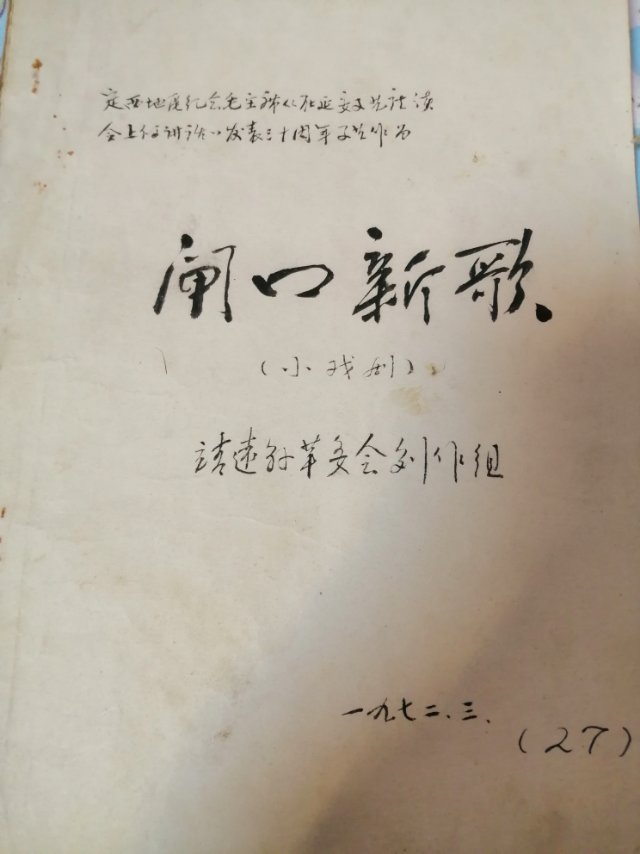 定西地区纪念毛主席《在延安文艺座谈
会上的讲话》发表三十周年文艺作品
闸口新歌
（小戏剧）
靖远县革委会创作组
一九七二.三.
(27)